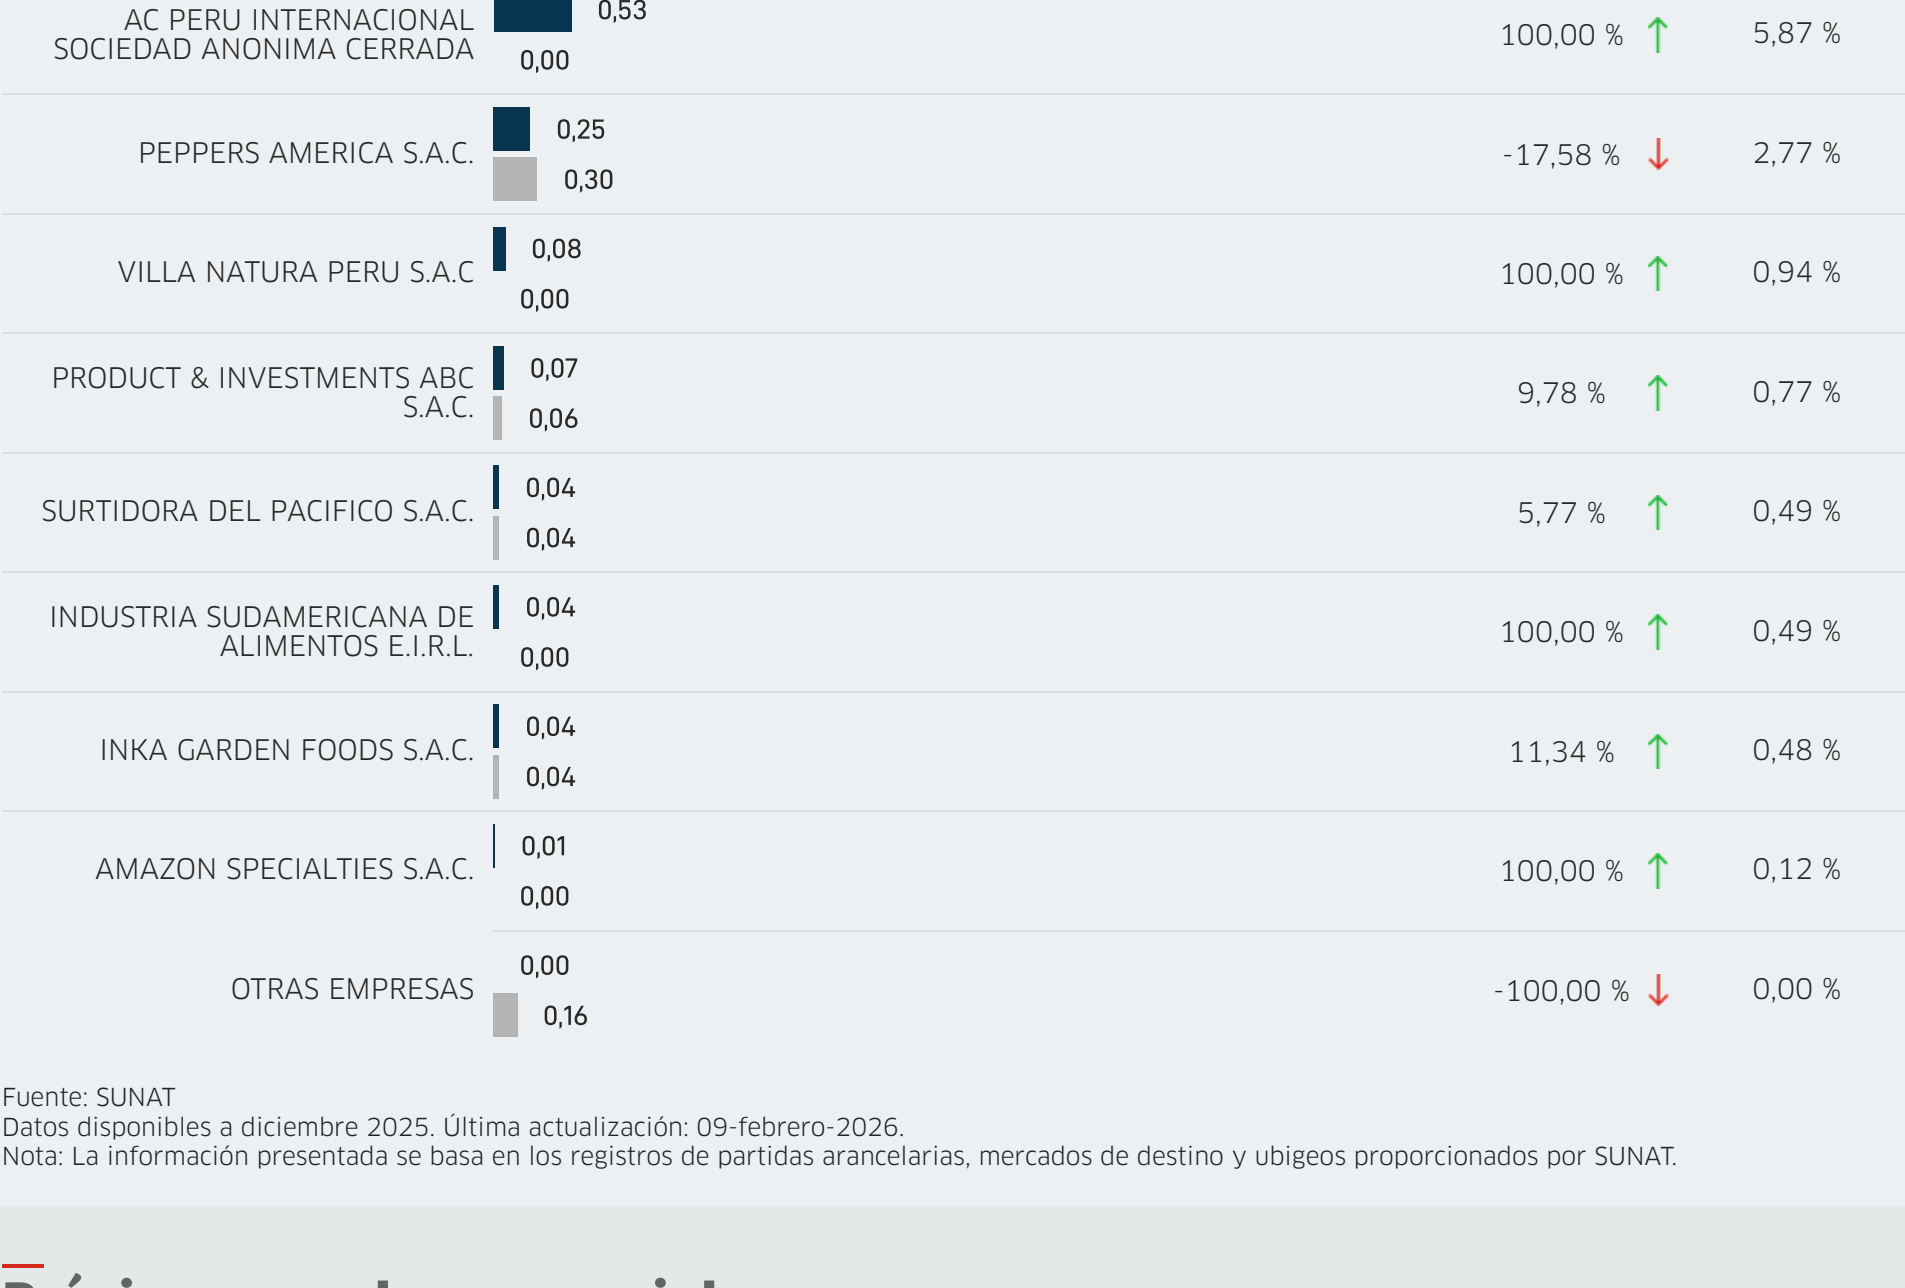 AC PERU INTERNACIONAL
SOCIEDAD ANONIMA CERRADA
0,53
0,00
100,00 %
5,87 %
PEPPERS AMERICA S.A.C.
0,25
0,30
-17,58 %
2,77 %
VILLA NATURA PERU S.A.C
0,08
0,00
100,00 %
0,94 %
PRODUCT & INVESTMENTS ABC
S.A.C.
0,07
0,06
9,78 %
0,77 %
SURTIDORA DEL PACIFICO S.A.C.
0,04
0,04
5,77 %
0,49 %
INDUSTRIA SUDAMERICANA DE
ALIMENTOS E.I.R.L.
0,04
0,00
100,00 %
0,49 %
INKA GARDEN FOODS S.A.C.
0,04
0,04
11,34 %
0,48 %
AMAZON SPECIALTIES S.A.C.
0,01
0,00
100,00 %
0,12 %
OTRAS EMPRESAS
0,00
0,16
-100,00 %
0,00 %
Fuente: SUNAT
Datos disponibles a diciembre 2025. Última actualización: 09-febrero-2026.
Nota: La información presentada se basa en los registros de partidas arancelarias, mercados de destino y ubigeos proporcionados por SUNAT.